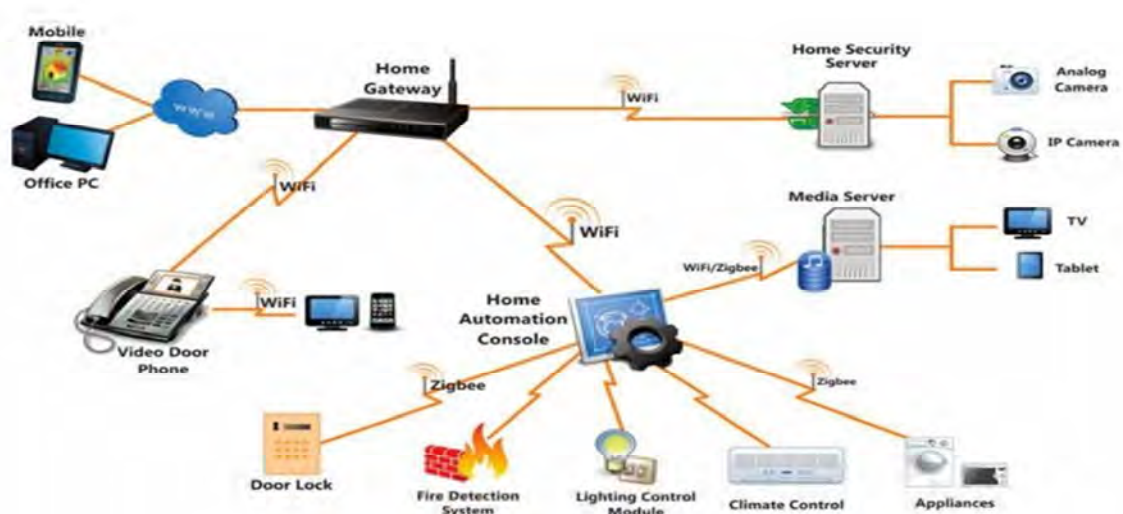 Mobile
Home
Gateway
WiFi
Home Security
Server
Analog
Camera
www
IP Camera
Office PC
WiFi
WiFi
Media Server
TV
WiFi/Zigbee
Tablet
WiFi
Home
Automation
Console
Video Door
Phone
Zigbee
Zigbee
Door Lock
Fire Detection
System
Lighting Control
Module
Climate Control
Appliances